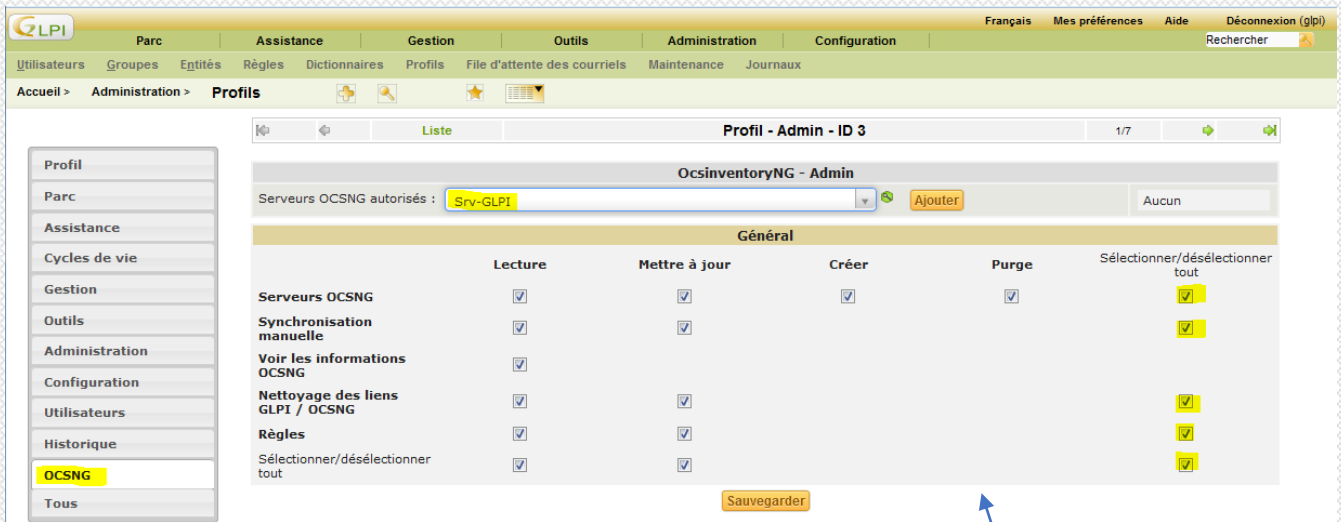 GLPI
Français Mes préférences Aide Déconnexion (glpi)
Parc Assistance Gestion Outils Administration Configuration Rechercher
Utilisateurs Groupes Entités Règles Dictionnaires Profils File d'attente des courriels Maintenance Journaux
Accueil > Administration > Profils
Liste Profil - Admin - ID 3 1/7
Profil
Parc
Assistance
Cycles de vie
Gestion
Outils
Administration
Configuration
Utilisateurs
Historique
OCSNG
Tous
OcsinventoryNG - Admin
Serveurs OCSNG autorisés : Srv-GLPI Ajouter Aucun
Général
Lecture Mettre à jour Créer Purge Sélectionner/désélectionner
tout
Serveurs OCSNG
Synchronisation
manuelle
Voir les informations
OCSNG
Nettoyage des liens
GLPI / OCSNG
Règles
Sélectionner/désélectionner
tout
Sauvegarder